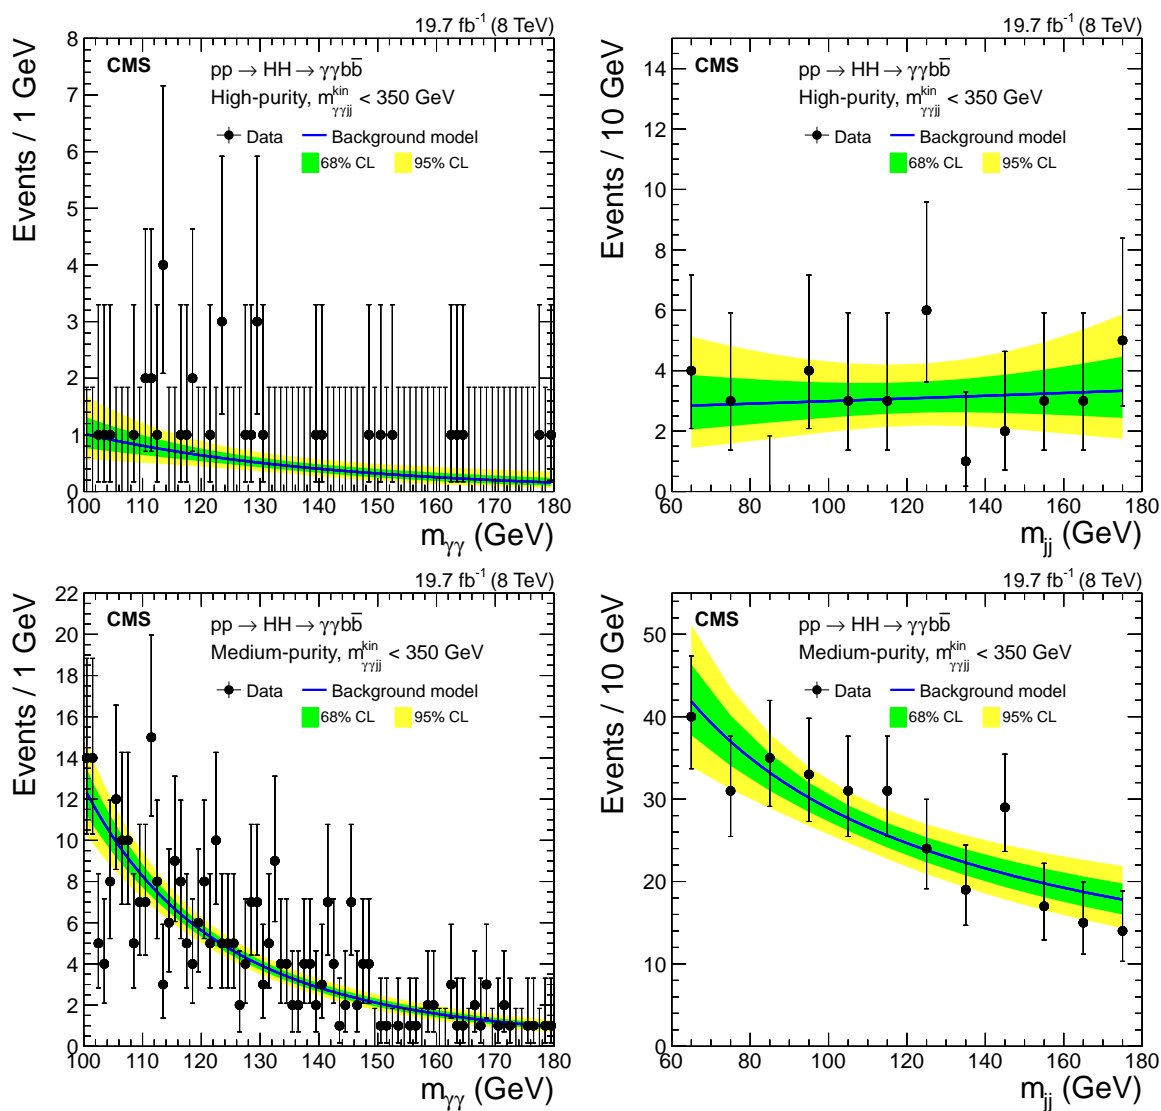 19.7 fb⁻¹ (8 TeV)
CMS
pp → HH → γγbb̅
High-purity, m^kin_γγjj < 350 GeV
Data
Background model
68% CL
95% CL
Events / 1 GeV
0 1 2 3 4 5 6 7 8
100 110 120 130 140 150 160 170 180
m_γγ (GeV)
19.7 fb⁻¹ (8 TeV)
CMS
pp → HH → γγbb̅
High-purity, m^kin_γγjj < 350 GeV
Data
Background model
68% CL
95% CL
Events / 10 GeV
0 2 4 6 8 10 12 14
60 80 100 120 140 160 180
m_jj (GeV)
19.7 fb⁻¹ (8 TeV)
CMS
pp → HH → γγbb̅
Medium-purity, m^kin_γγjj < 350 GeV
Data
Background model
68% CL
95% CL
Events / 1 GeV
0 2 4 6 8 10 12 14 16 18 20 22
100 110 120 130 140 150 160 170 180
m_γγ (GeV)
19.7 fb⁻¹ (8 TeV)
CMS
pp → HH → γγbb̅
Medium-purity, m^kin_γγjj < 350 GeV
Data
Background model
68% CL
95% CL
Events / 10 GeV
0 10 20 30 40 50
60 80 100 120 140 160 180
m_jj (GeV)